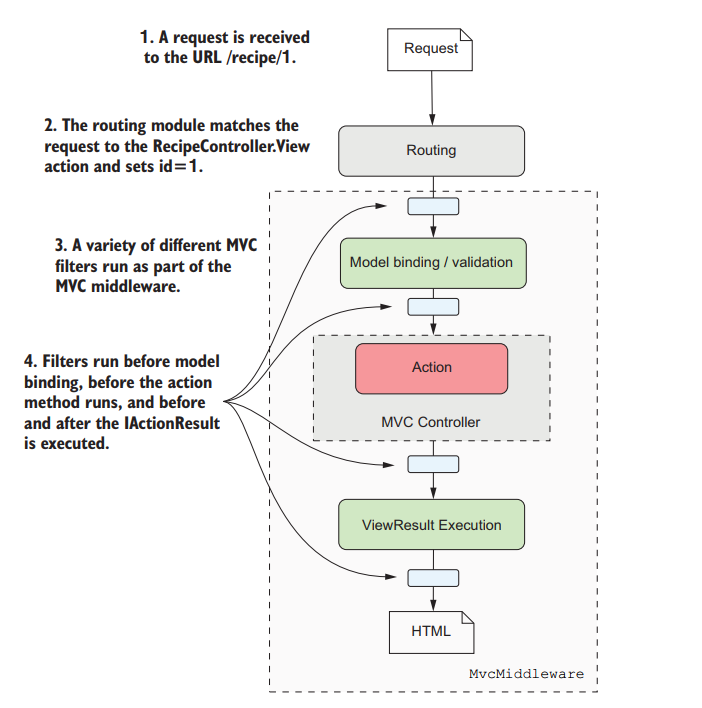 1. A request is received
to the URL /recipe/1.
Request
2. The routing module matches the
request to the RecipeController.View
action and sets id=1.
Routing
3. A variety of different MVC
filters run as part of the
MVC middleware.
Model binding / validation
4. Filters run before model
binding, before the action
method runs, and before
and after the IActionResult
is executed.
Action
MVC Controller
ViewResult Execution
HTML
MvcMiddleware